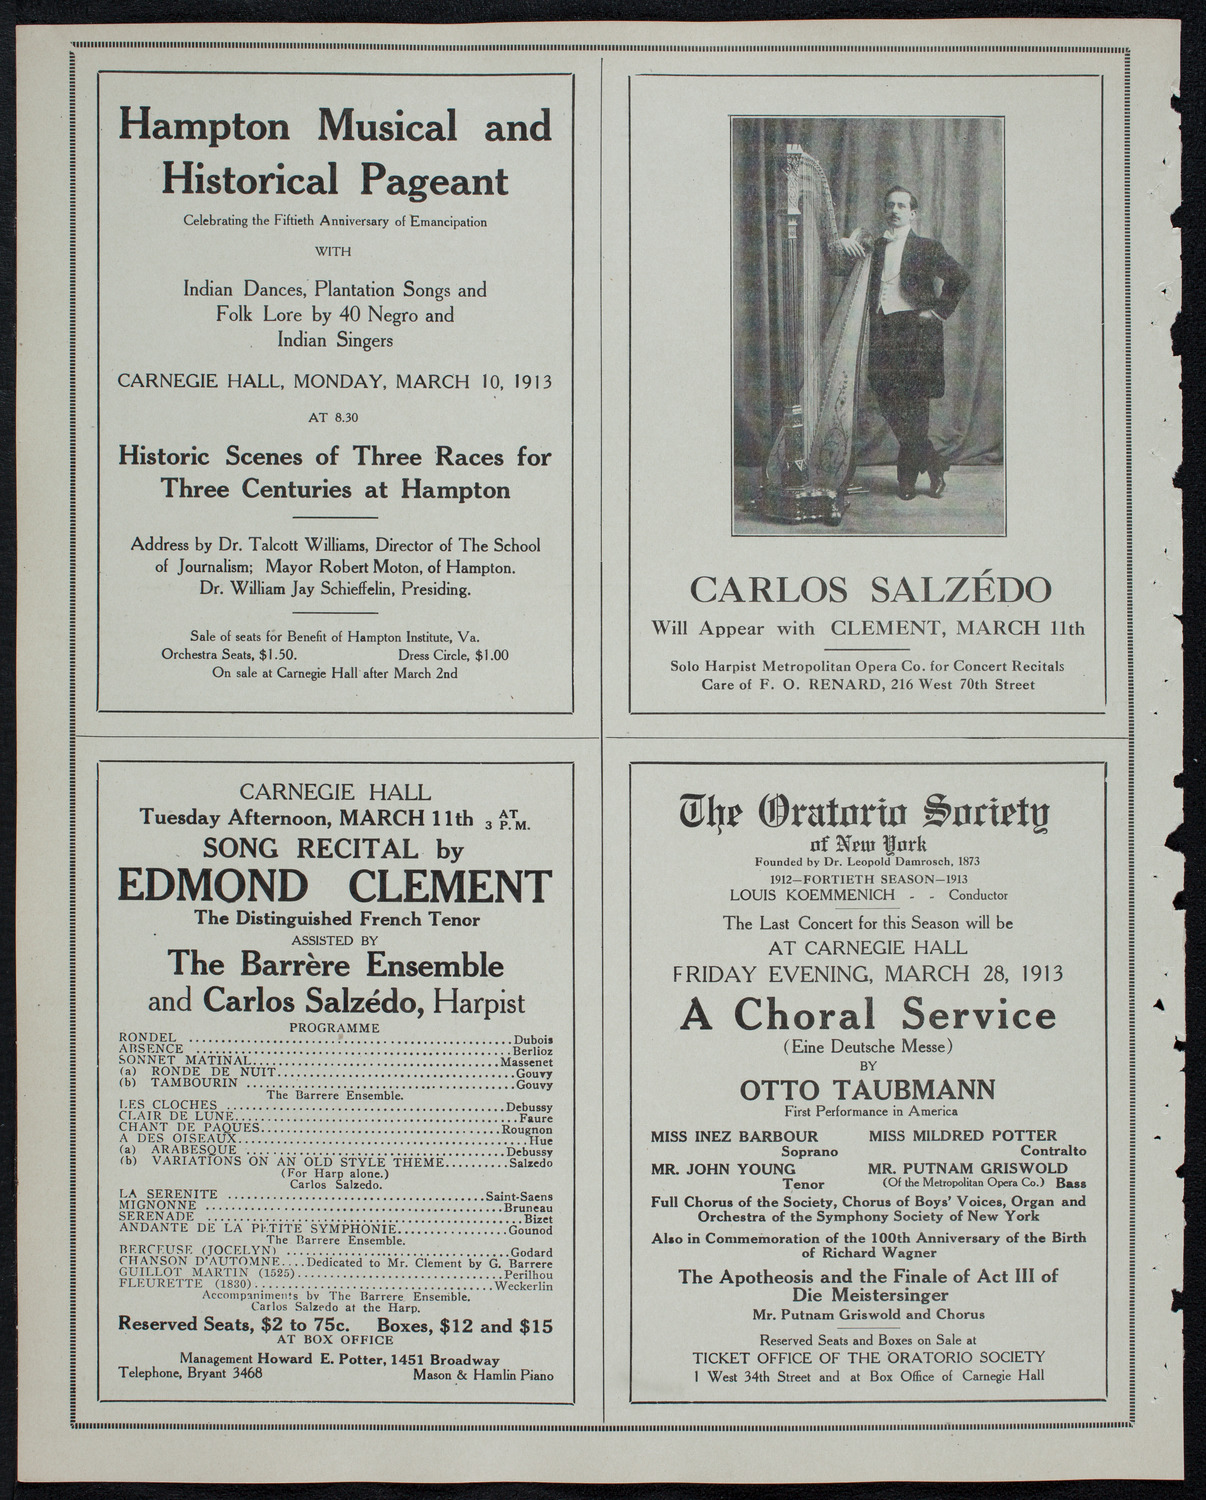 Hampton Musical and
Historical Pageant
Celebrating the Fiftieth Anniversary of Emancipation
WITH
Indian Dances, Plantation Songs and
Folk Lore by 40 Negro and
Indian Singers
CARNEGIE HALL, MONDAY, MARCH 10, 1913
AT 8.30
Historic Scenes of Three Races for
Three Centuries at Hampton
Address by Dr. Talcott Williams, Director of The School
of Journalism; Mayor Robert Moton, of Hampton.
Dr. William Jay Schieffelin, Presiding.
Sale of seats for Benefit of Hampton Institute, Va.
Orchestra Seats, $1.50. Dress Circle, $1.00
On sale at Carnegie Hall after March 2nd
CARLOS SALZÉDO
Will Appear with CLEMENT, MARCH 11th
Solo Harpist Metropolitan Opera Co. for Concert Recitals
Care of F. O. RENARD, 216 West 70th Street
CARNEGIE HALL
Tuesday Afternoon, MARCH 11th 3 AT P. M.
SONG RECITAL by
EDMOND CLEMENT
The Distinguished French Tenor
ASSISTED BY
The Barrère Ensemble
and Carlos Salzédo, Harpist
PROGRAMME
RONDEL ........ Dubois
ABSENCE ........ Berlioz
SONNET MATINAL ........ Massenet
(a) RONDE DE NUIT ........ Gouvy
(b) TAMBOURIN ........ Gouvy
The Barrere Ensemble.
LES CLOCHES ........ Debussy
CLAIR DE LUNE ........ Faure
CHANT DE PAQUES ........ Rougnon
A DES OISEAUX ........ Hue
(a) ARABESQUE ........ Debussy
(b) VARIATIONS ON AN OLD STYLE THEME ........ Salzedo
(For Harp alone.)
Carlos Salzedo.
LA SERENITE ........ Saint-Saens
MIGNONNE ........ Bruneau
SERENADE ........ Bizet
ANDANTE DE LA PETITE SYMPHONIE ........ Gounod
The Barrere Ensemble.
BERCEUSE (JOCELYN) ........ Godard
CHANSON D'AUTOMNE....Dedicated to Mr. Clement by G. Barrere
GUILLOT MARTIN (1525) ........ Perilhou
FLEURETTE (1830) ........ Weckerlin
Accompaniments by The Barrere Ensemble.
Carlos Salzedo at the Harp.
Reserved Seats, $2 to 75c. Boxes, $12 and $15
AT BOX OFFICE
Management Howard E. Potter, 1451 Broadway
Telephone, Bryant 3468 Mason & Hamlin Piano
The Oratorio Society
of New York
Founded by Dr. Leopold Damrosch, 1873
1912—FORTIETH SEASON—1913
LOUIS KOEMMENICH - - Conductor
The Last Concert for this Season will be
AT CARNEGIE HALL
FRIDAY EVENING, MARCH 28, 1913
A Choral Service
(Eine Deutsche Messe)
BY
OTTO TAUBMANN
First Performance in America
MISS INEZ BARBOUR MISS MILDRED POTTER
Soprano Contralto
MR. JOHN YOUNG MR. PUTNAM GRISWOLD
Tenor (Of the Metropolitan Opera Co.) Bass
Full Chorus of the Society, Chorus of Boys' Voices, Organ and
Orchestra of the Symphony Society of New York
Also in Commemoration of the 100th Anniversary of the Birth
of Richard Wagner
The Apotheosis and the Finale of Act III of
Die Meistersinger
Mr. Putnam Griswold and Chorus
Reserved Seats and Boxes on Sale at
TICKET OFFICE OF THE ORATORIO SOCIETY
1 West 34th Street and at Box Office of Carnegie Hall